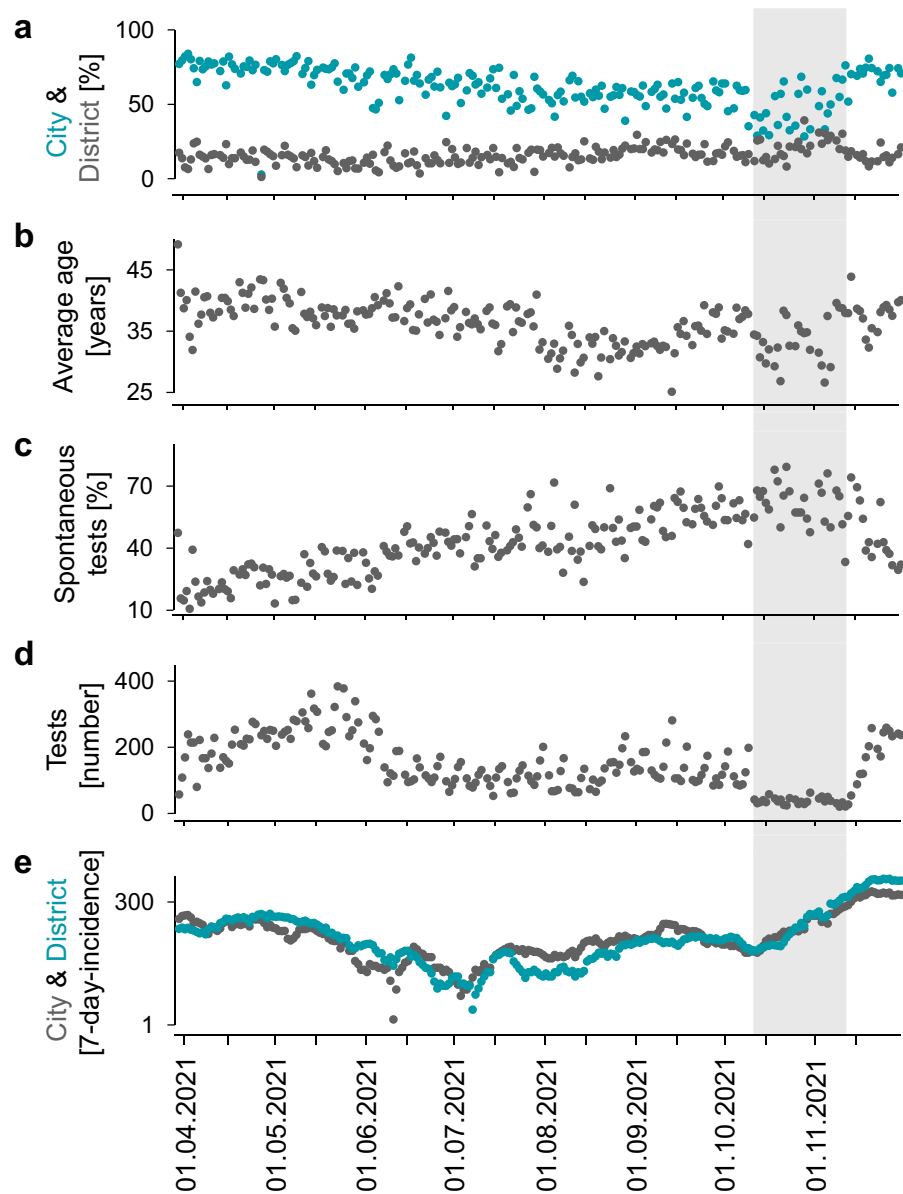 a
City &
District [%]
100
50
0
b
Average age
[years]
45
35
25
c
Spontaneous
tests [%]
70
40
10
d
Tests
[number]
400
200
0
e
City & District
[7-day-incidence]
300
1
01.04.2021
01.05.2021
01.06.2021
01.07.2021
01.08.2021
01.09.2021
01.10.2021
01.11.2021